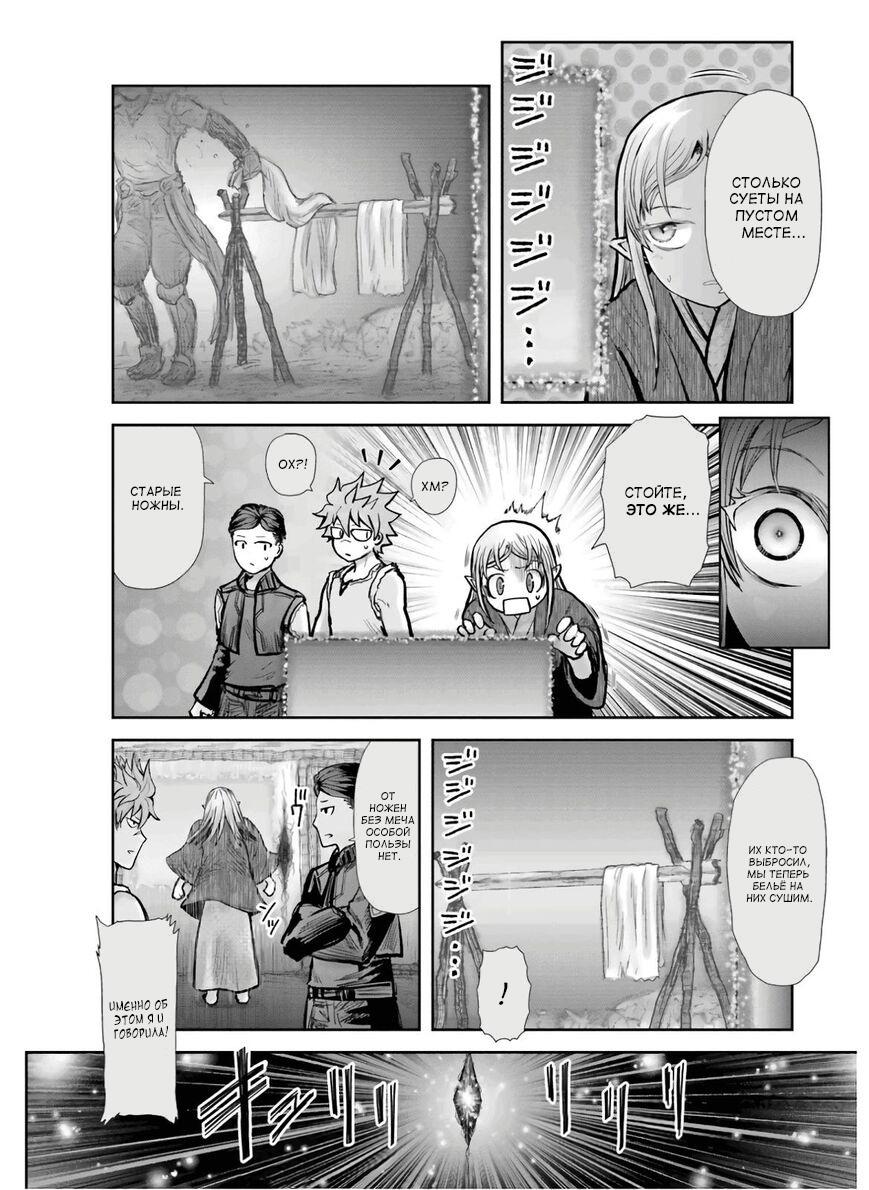 СТОЛЬКО
СУЕТЫ НА
ПУСТОМ
МЕСТЕ...
СТОЙТЕ,
ЭТО ЖЕ...
ХМ?
ОХ?!
СТАРЫЕ
НОЖНЫ.
ИХ КТО-ТО
ВЫБРОСИЛ,
МЫ ТЕПЕРЬ
БЕЛЬЁ НА
НИХ СУШИМ.
!
ОТ
НОЖЕН
БЕЗ МЕЧА
ОСОБОЙ
ПОЛЬЗЫ
НЕТ.
ИМЕННО ОБ
ЭТОМ Я И
ГОВОРИЛА!